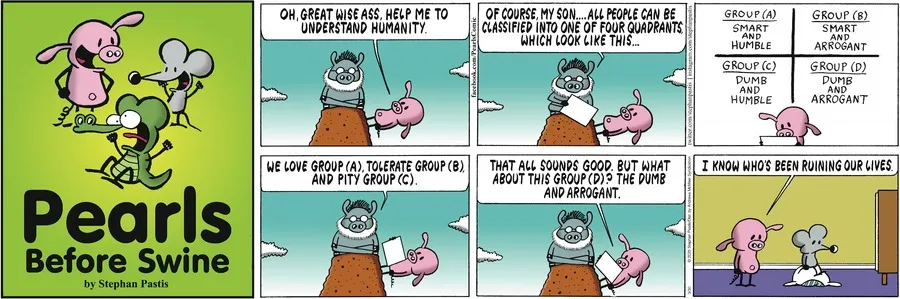 Pearls
Before Swine
by Stephan Pastis
OH, GREAT WISE ASS, HELP ME TO
UNDERSTAND HUMANITY.
facebook.com/PearlsComic
OF COURSE, MY SON....ALL PEOPLE CAN BE
CLASSIFIED INTO ONE OF FOUR QUADRANTS,
WHICH LOOK LIKE THIS...
GROUP (A)
SMART
AND
HUMBLE
GROUP (B)
SMART
AND
ARROGANT
GROUP (C)
DUMB
AND
HUMBLE
GROUP (D)
DUMB
AND
ARROGANT
WE LOVE GROUP (A), TOLERATE GROUP (B),
AND PITY GROUP (C).
THAT ALL SOUNDS GOOD, BUT WHAT
ABOUT THIS GROUP (D)? THE DUMB
AND ARROGANT.
I KNOW WHO'S BEEN RUINING OUR LIVES.